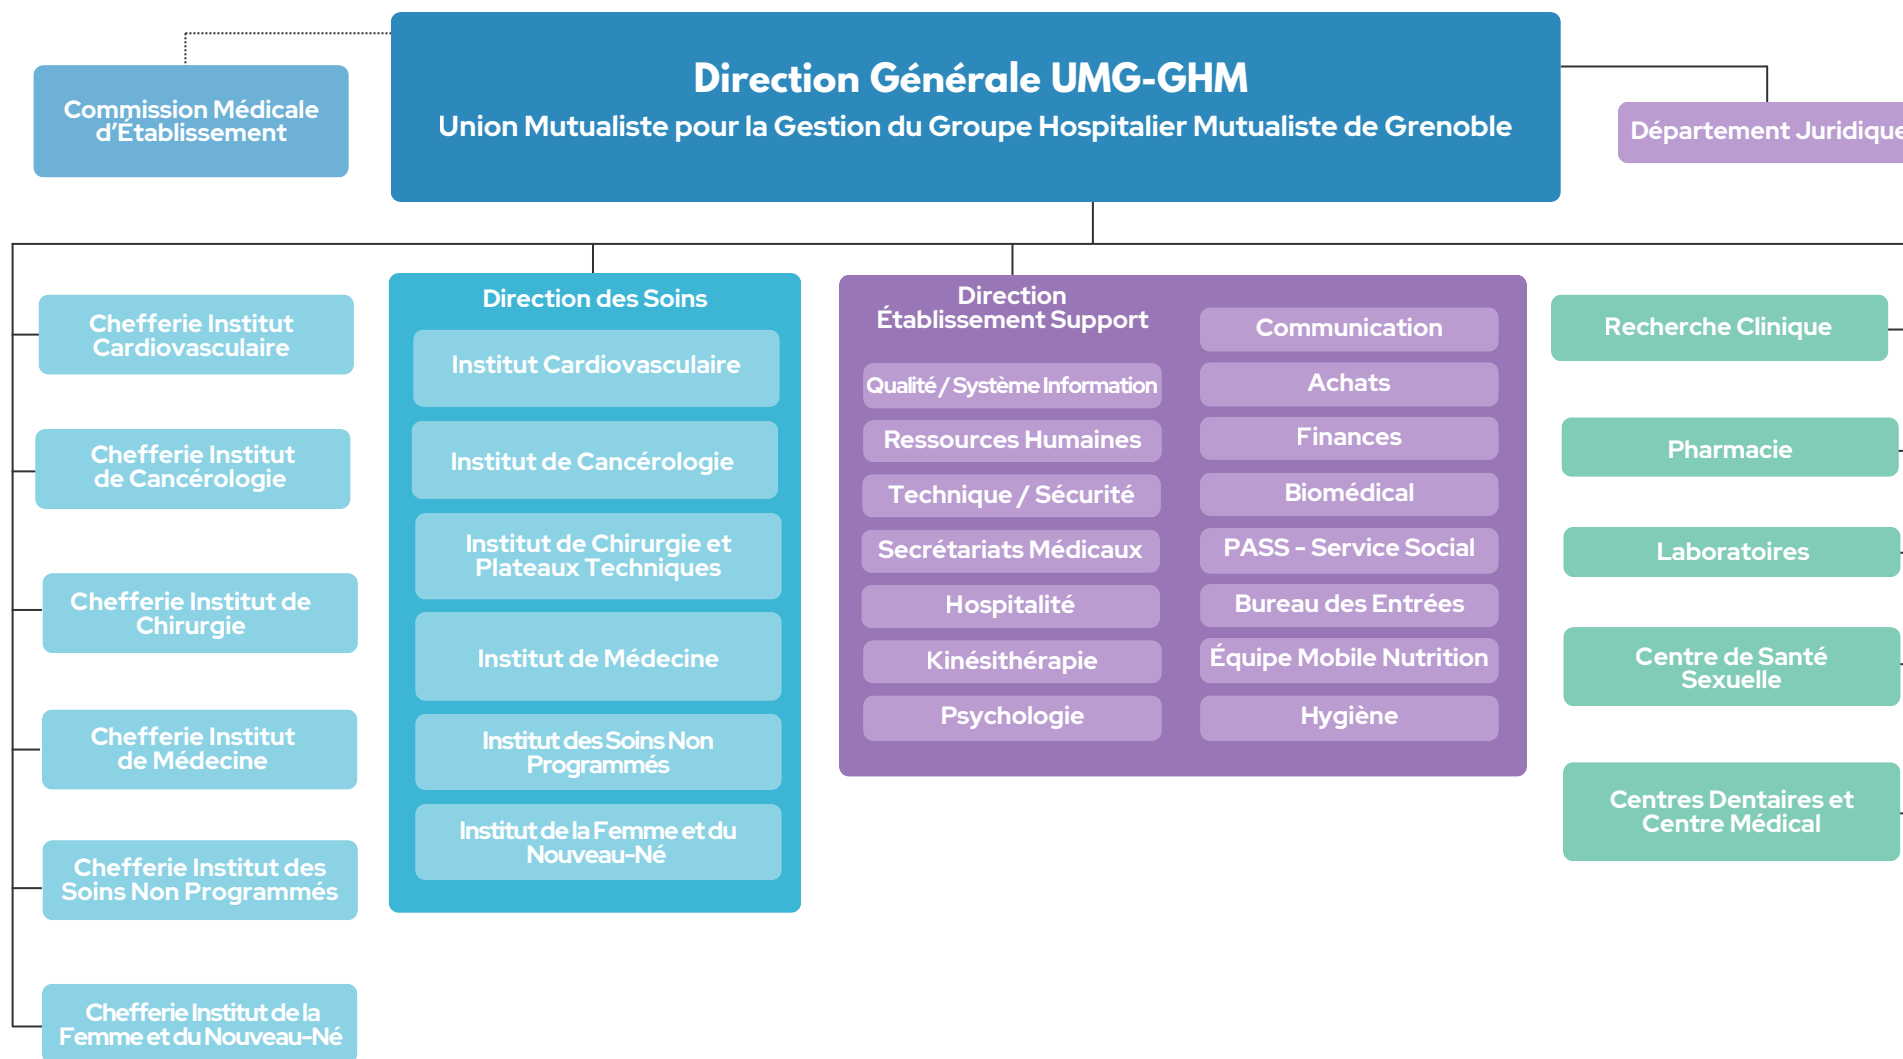 Direction Générale UMG-GHM
Union Mutualiste pour la Gestion du Groupe Hospitalier Mutualiste de Grenoble
Commission Médicale
d'Établissement
Département Juridique
Chefferie Institut
Cardiovasculaire
Chefferie Institut
de Cancérologie
Chefferie Institut de
Chirurgie
Chefferie Institut
de Médecine
Chefferie Institut des
Soins Non Programmés
Chefferie Institut de la
Femme et du Nouveau-Né
Direction des Soins
Institut Cardiovasculaire
Institut de Cancérologie
Institut de Chirurgie et
Plateaux Techniques
Institut de Médecine
Institut des Soins Non
Programmés
Institut de la Femme et du
Nouveau-Né
Direction
Établissement Support
Qualité / Système Information
Ressources Humaines
Technique / Sécurité
Secrétariats Médicaux
Hospitalité
Kinésithérapie
Psychologie
Communication
Achats
Finances
Biomédical
PASS - Service Social
Bureau des Entrées
Équipe Mobile Nutrition
Hygiène
Recherche Clinique
Pharmacie
Laboratoires
Centre de Santé
Sexuelle
Centres Dentaires et
Centre Médical